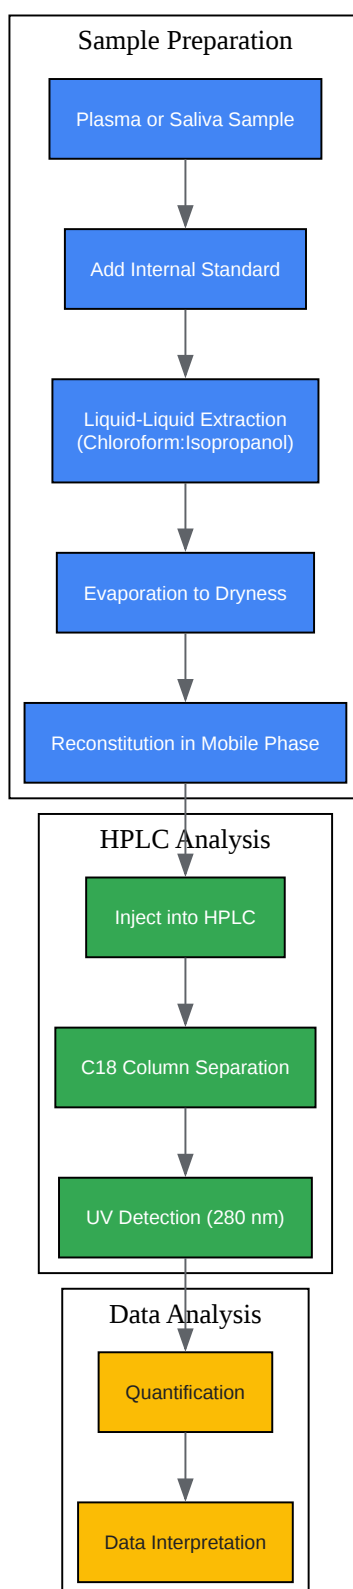 Sample Preparation
Plasma or Saliva Sample
Add Internal Standard
Liquid-Liquid Extraction
(Chloroform:Isopropanol)
Evaporation to Dryness
Reconstitution in Mobile Phase
HPLC Analysis
Inject into HPLC
C18 Column Separation
UV Detection (280 nm)
Data Analysis
Quantification
Data Interpretation